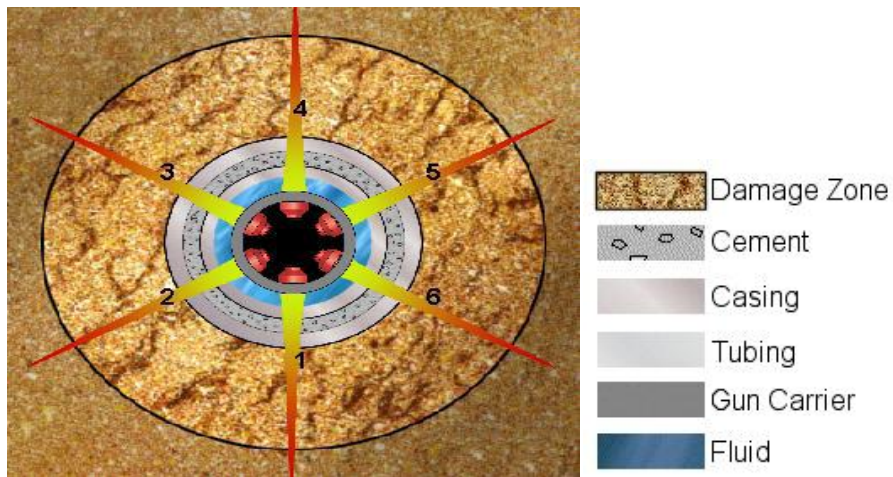 4
3
5
2
6
1
Damage Zone
Cement
Casing
Tubing
Gun Carrier
Fluid